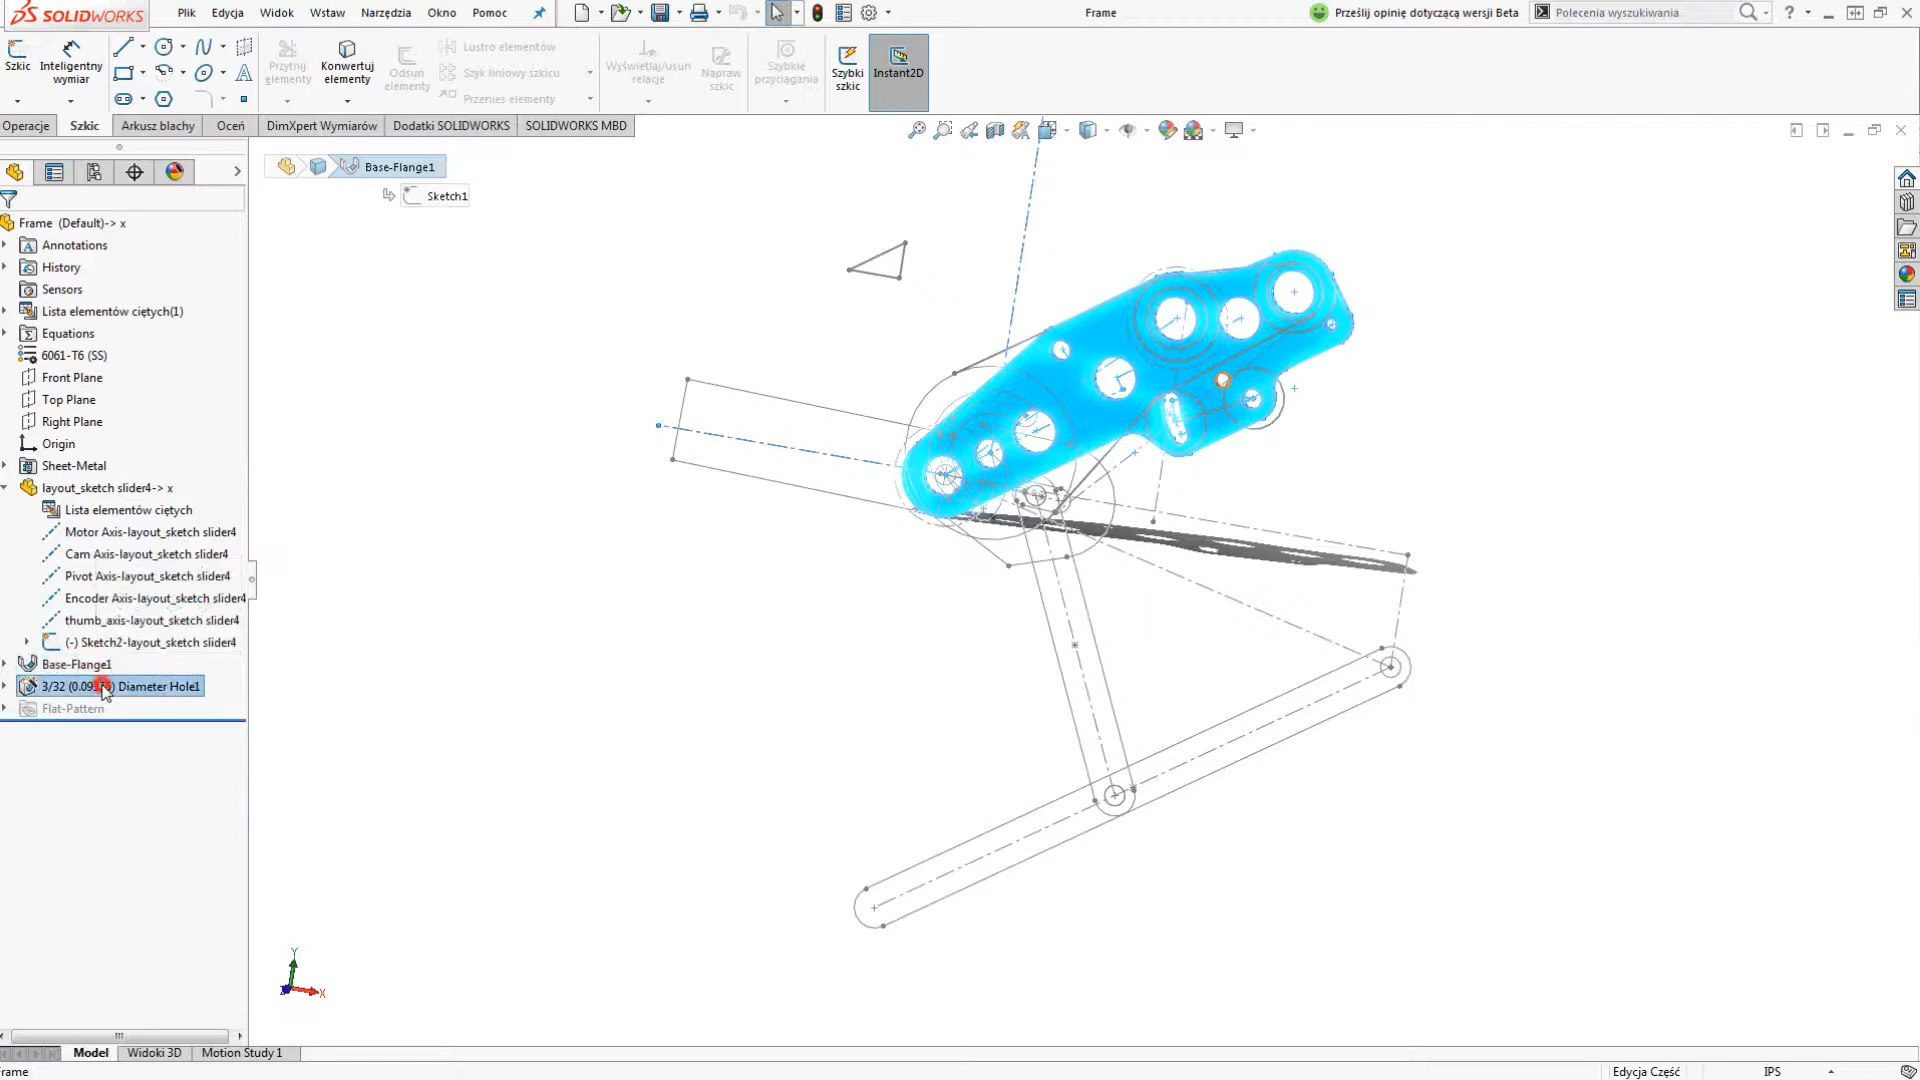 SOLIDWORKS Plik Edycja Widok Wstaw Narzędzia Okno Pomoc Frame Prześlij opinię dotyczącą wersji Beta Polecenia wyszukiwania ?
Szkic Inteligentny wymiar Przytnij elementy Konwertuj elementy Odsuń elementy Lustro elementów Wyświetlaj/usuń relacje Napraw szkic Szybkie przyciągania Szybki szkic Instant2D
Szyk liniowy szkicu
Przenieś elementy
Operacje Szkic Arkusz blachy Oceń DimXpert Wymiarów Dodatki SOLIDWORKS SOLIDWORKS MBD
Base-Flange1
Sketch1
Frame (Default)-> x
Annotations
History
Sensors
Lista elementów ciętych(1)
Equations
6061-T6 (SS)
Front Plane
Top Plane
Right Plane
Origin
Sheet-Metal
layout_sketch slider4-> x
Lista elementów ciętych
Motor Axis-layout_sketch slider4
Cam Axis-layout_sketch slider4
Pivot Axis-layout_sketch slider4
Encoder Axis-layout_sketch slider4
thumb_axis-layout_sketch slider4
(-) Sketch2-layout_sketch slider4
Base-Flange1
3/32 Diameter Hole1
Flat-Pattern
Y
X
Model Widoki 3D Motion Study 1
Frame Edycja Część IPS